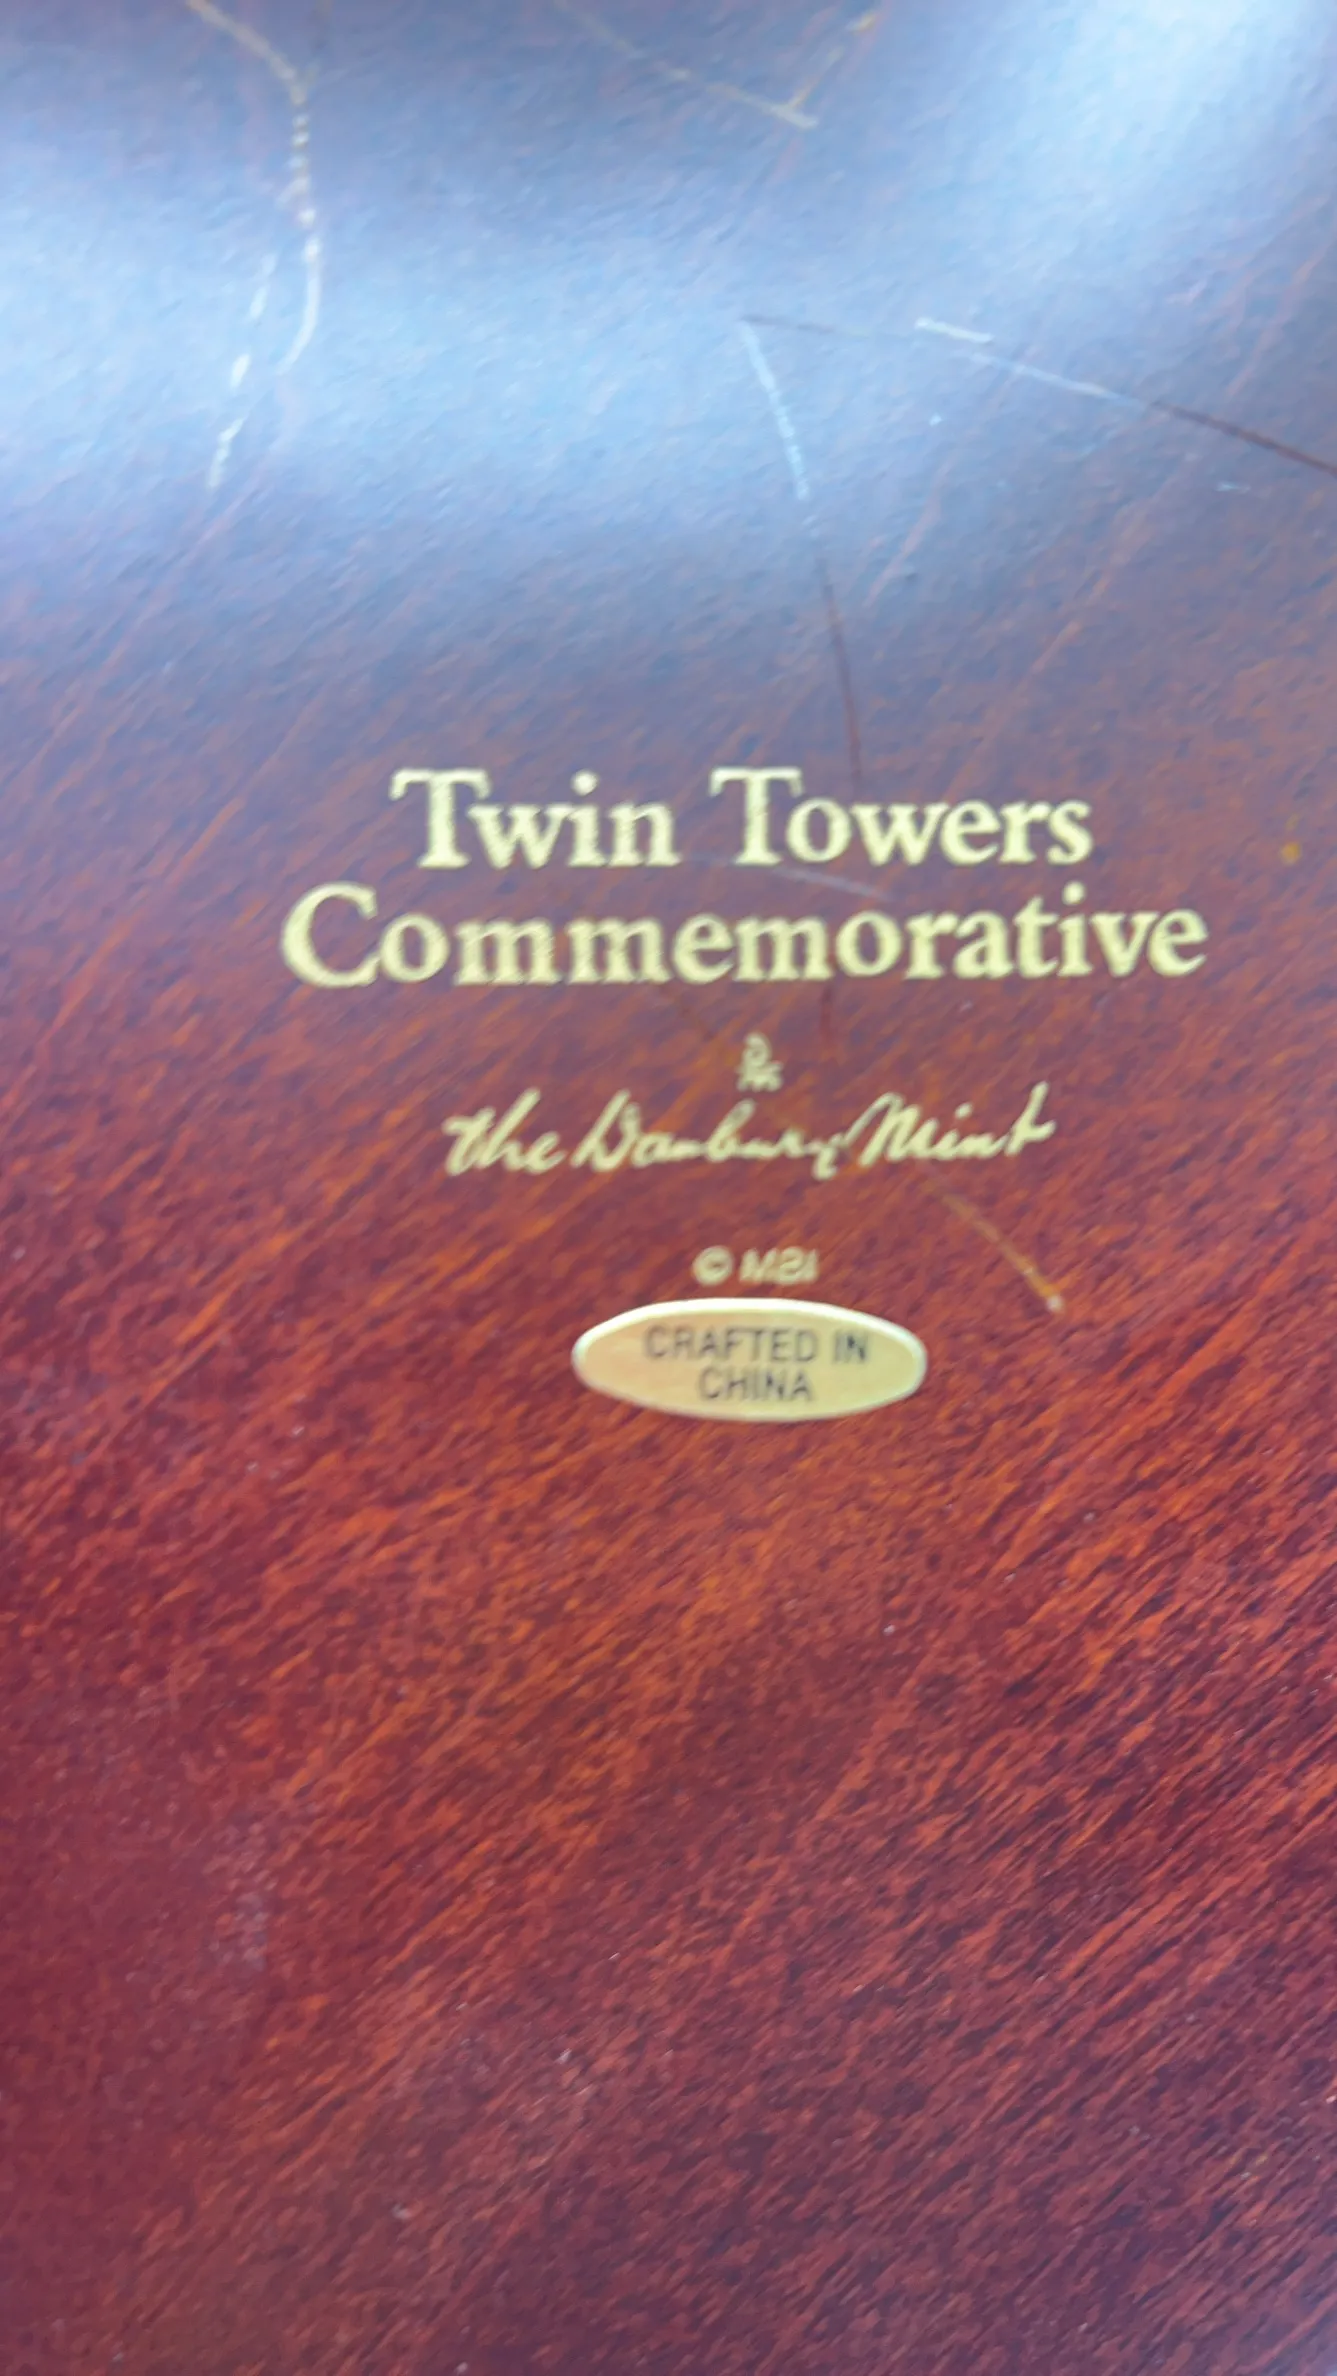 Twin Towers
Commemorative
The Danbury Mint
© MBI
CRAFTED IN
CHINA